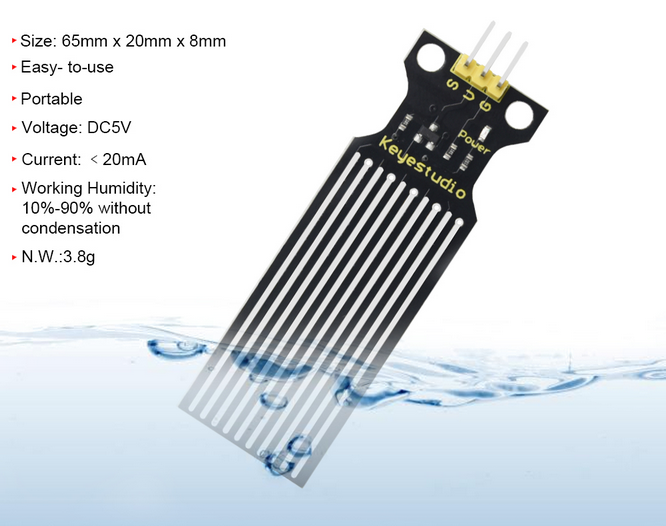 Size: 65mm x 20mm x 8mm
Easy- to-use
Portable
Voltage: DC5V
Current: < 20mA
Working Humidity:
10%-90% without
condensation
N.W.:3.8g
S V G
Power
Keyestudio